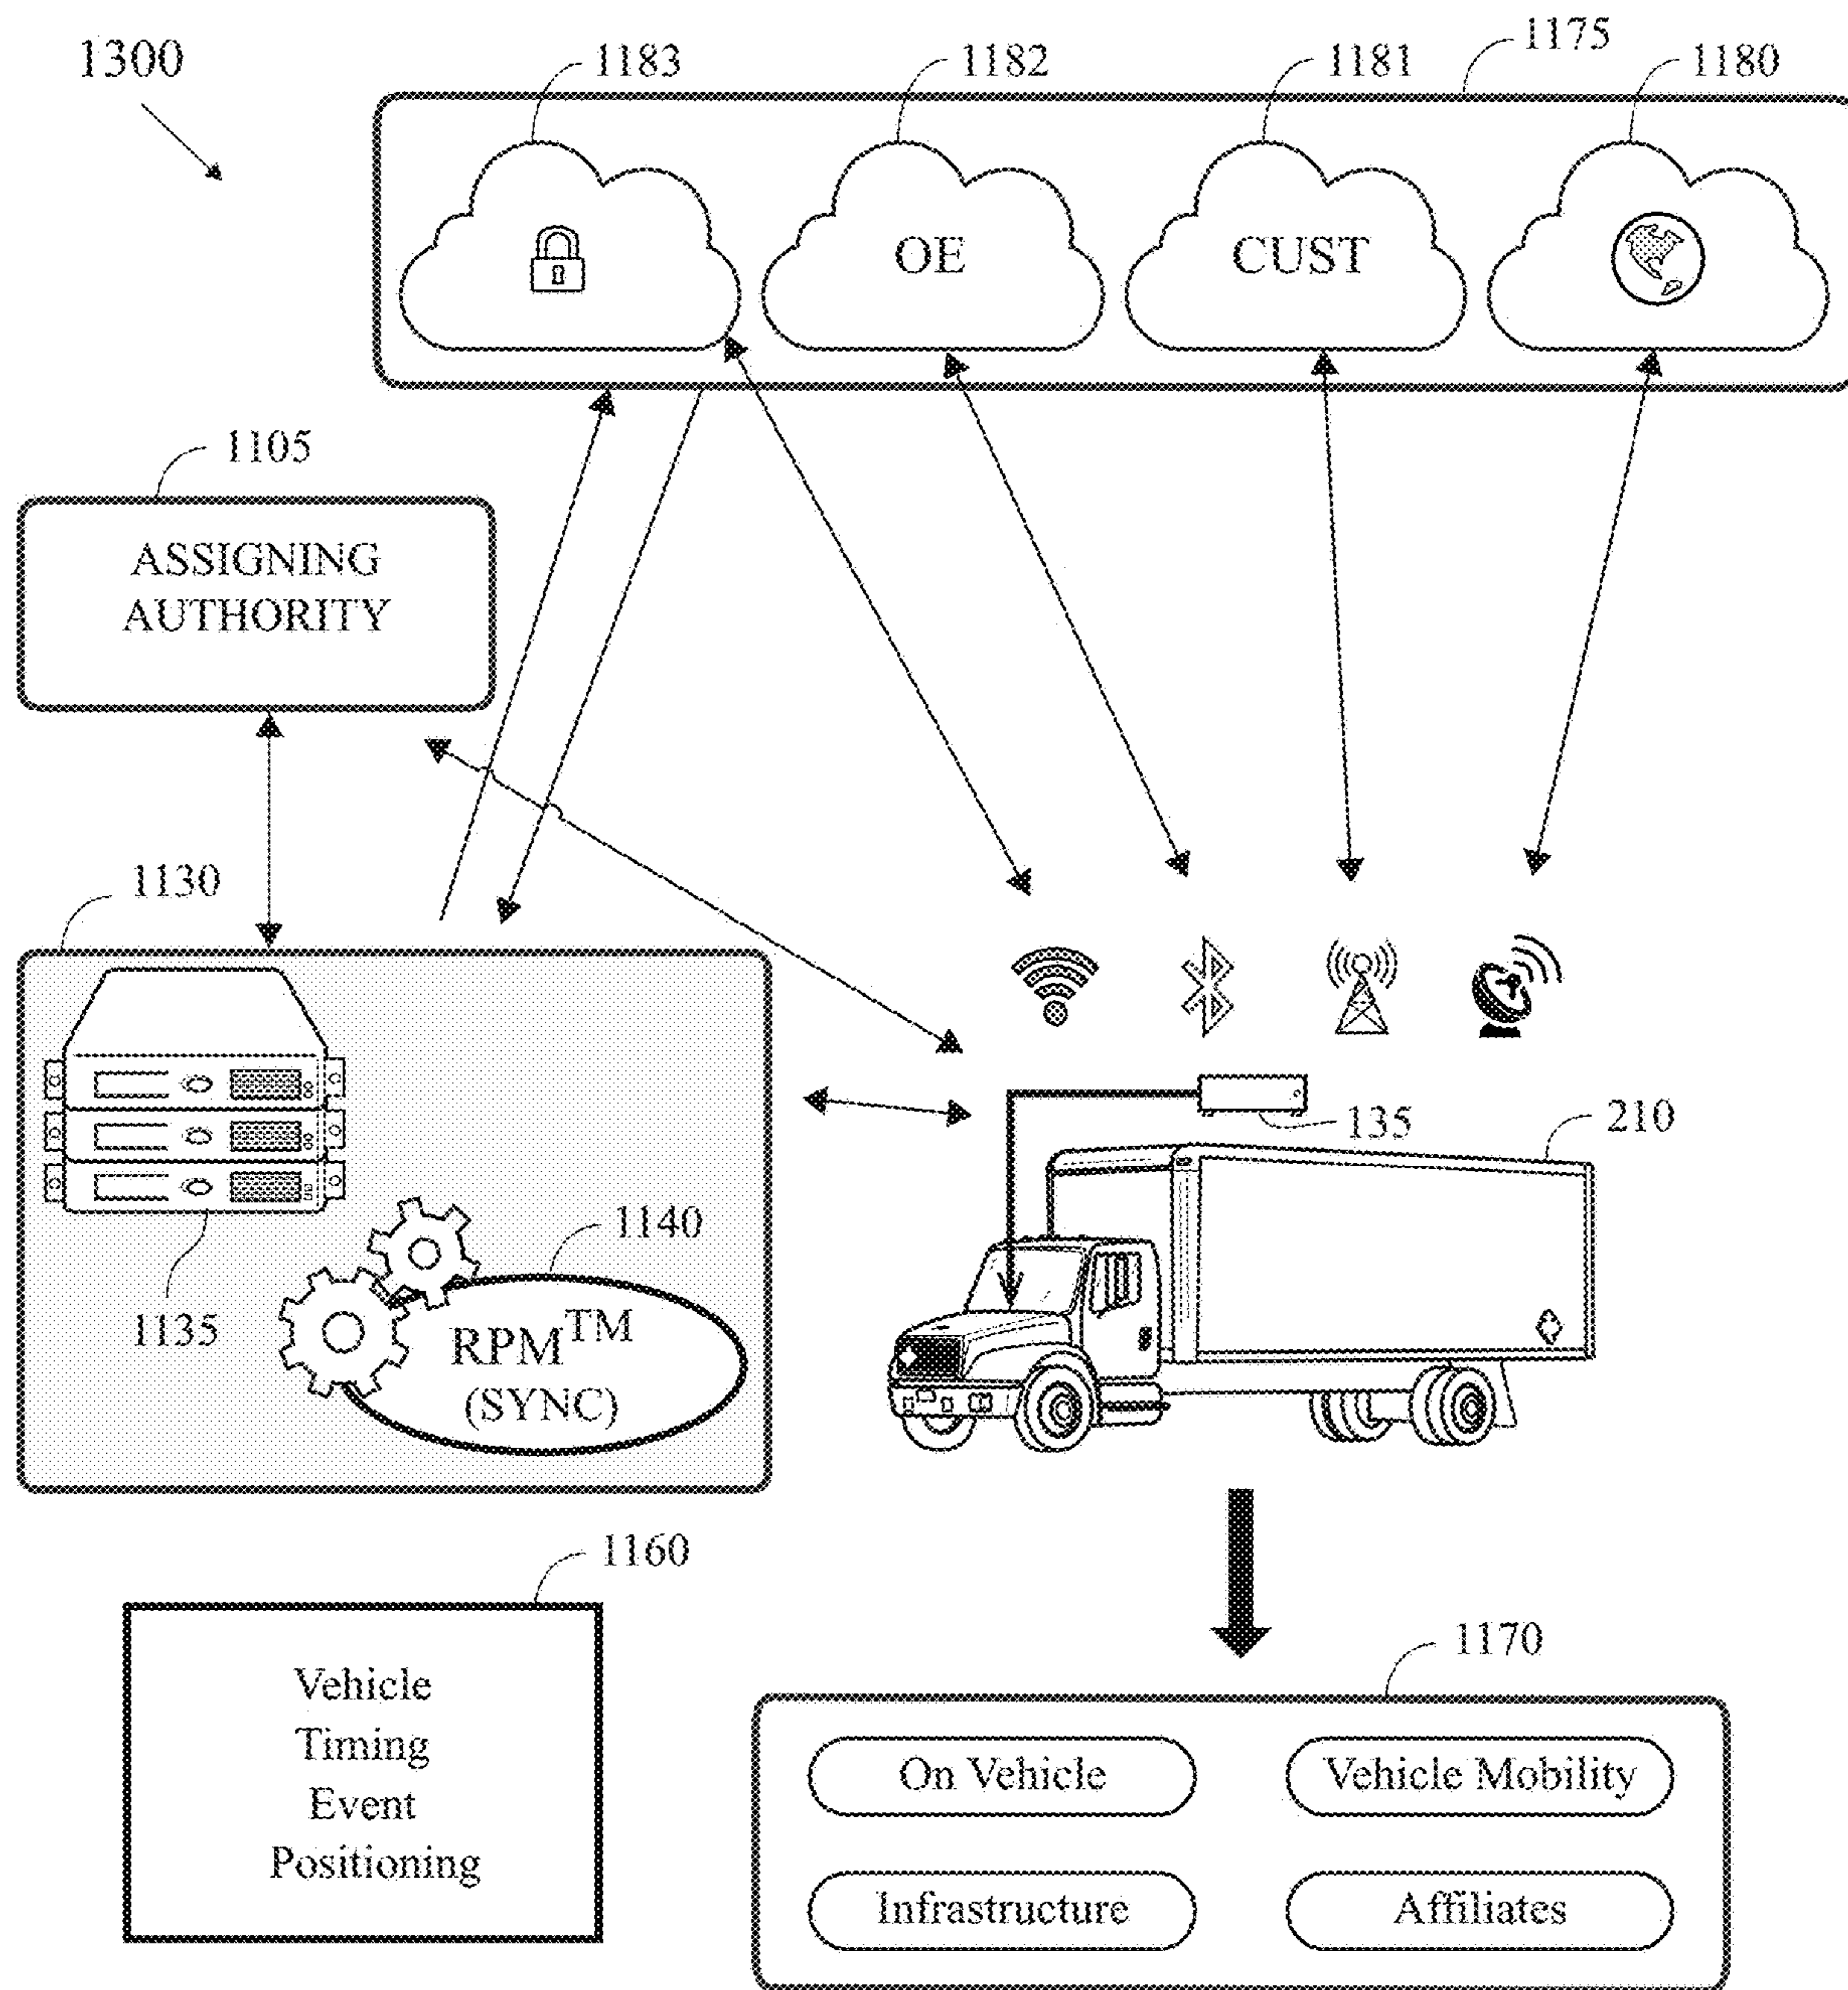 1300
1183
1182
1181
1175
1180
OE
CUST
1105
ASSIGNING
AUTHORITY
1130
135
210
1140
1135
RPM™
(SYNC)
1160
Vehicle
Timing
Event
Positioning
1170
On Vehicle
Vehicle Mobility
Infrastructure
Affiliates